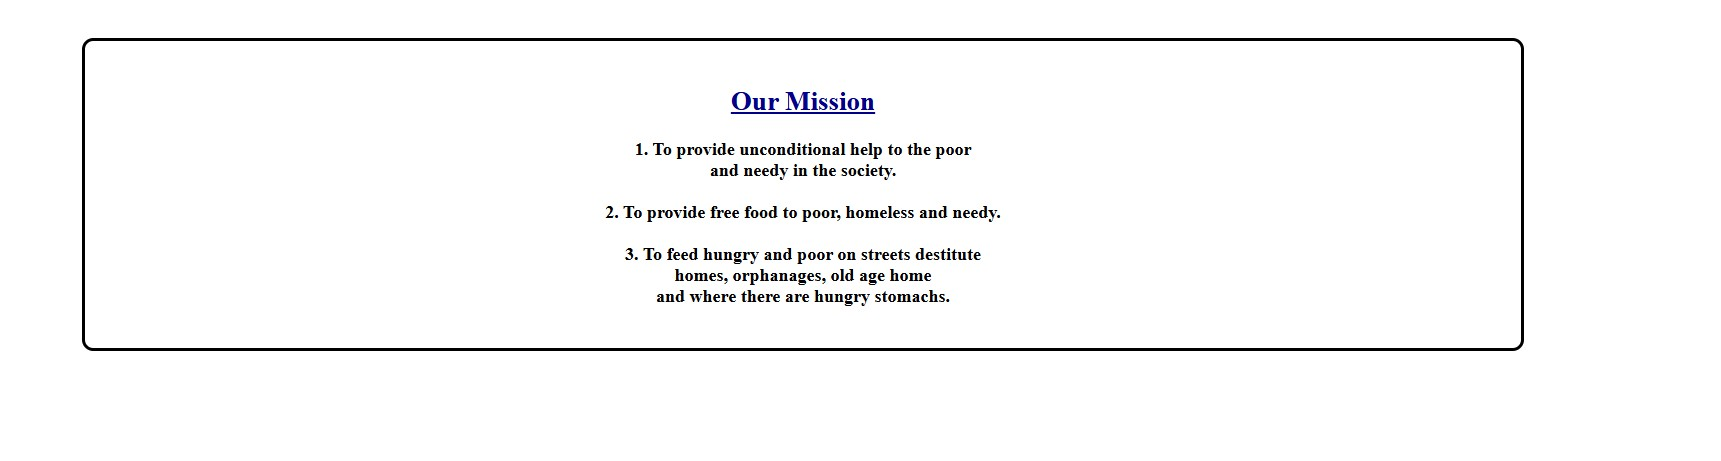 Our Mission
1. To provide unconditional help to the poor
and needy in the society.
2. To provide free food to poor, homeless and needy.
3. To feed hungry and poor on streets destitute
homes, orphanages, old age home
and where there are hungry stomachs.